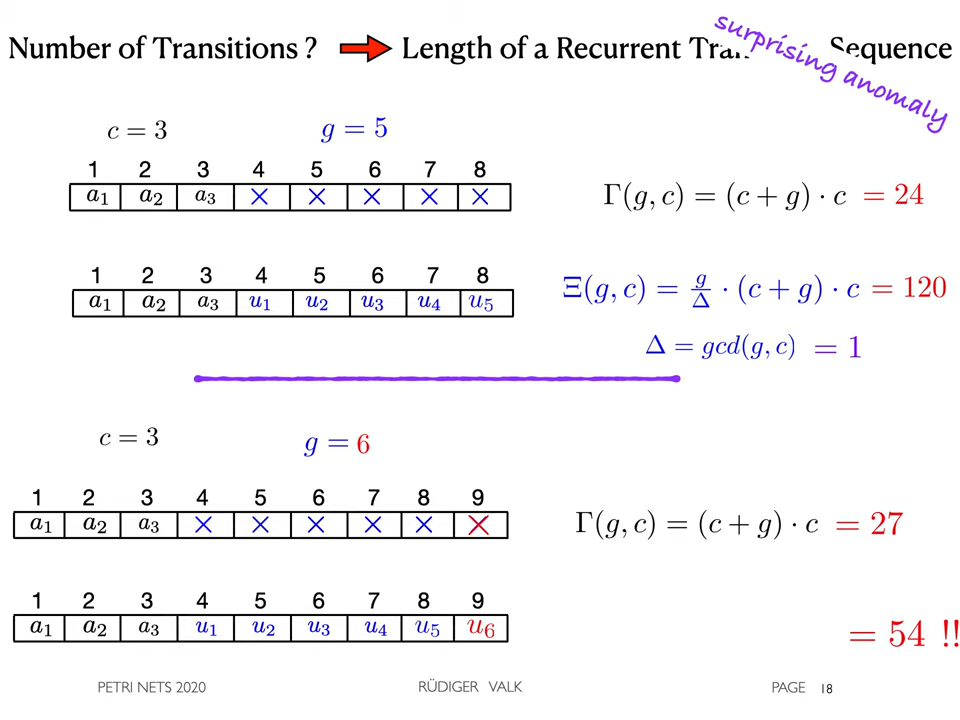 Number of Transitions ? Length of a Recurrent Tran Sequence
surprising anomaly
c = 3 g = 5
1 2 3 4 5 6 7 8
a₁ a₂ a₃ × × × × ×
Γ(g, c) = (c + g) · c = 24
1 2 3 4 5 6 7 8
a₁ a₂ a₃ u₁ u₂ u₃ u₄ u₅
Ξ(g, c) = g/Δ · (c + g) · c = 120
Δ = gcd(g, c) = 1
c = 3 g = 6
1 2 3 4 5 6 7 8 9
a₁ a₂ a₃ × × × × × ×
Γ(g, c) = (c + g) · c = 27
1 2 3 4 5 6 7 8 9
a₁ a₂ a₃ u₁ u₂ u₃ u₄ u₅ u₆
= 54 !!
PETRI NETS 2020 RÜDIGER VALK PAGE 18